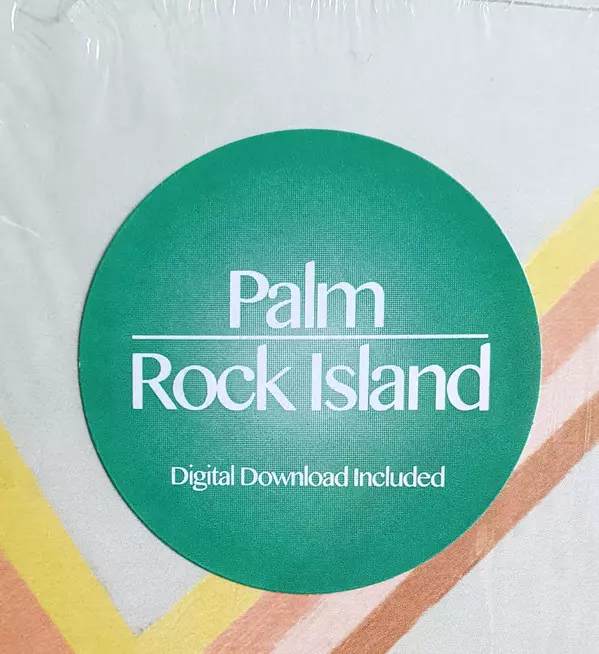 Palm
Rock Island
Digital Download Included